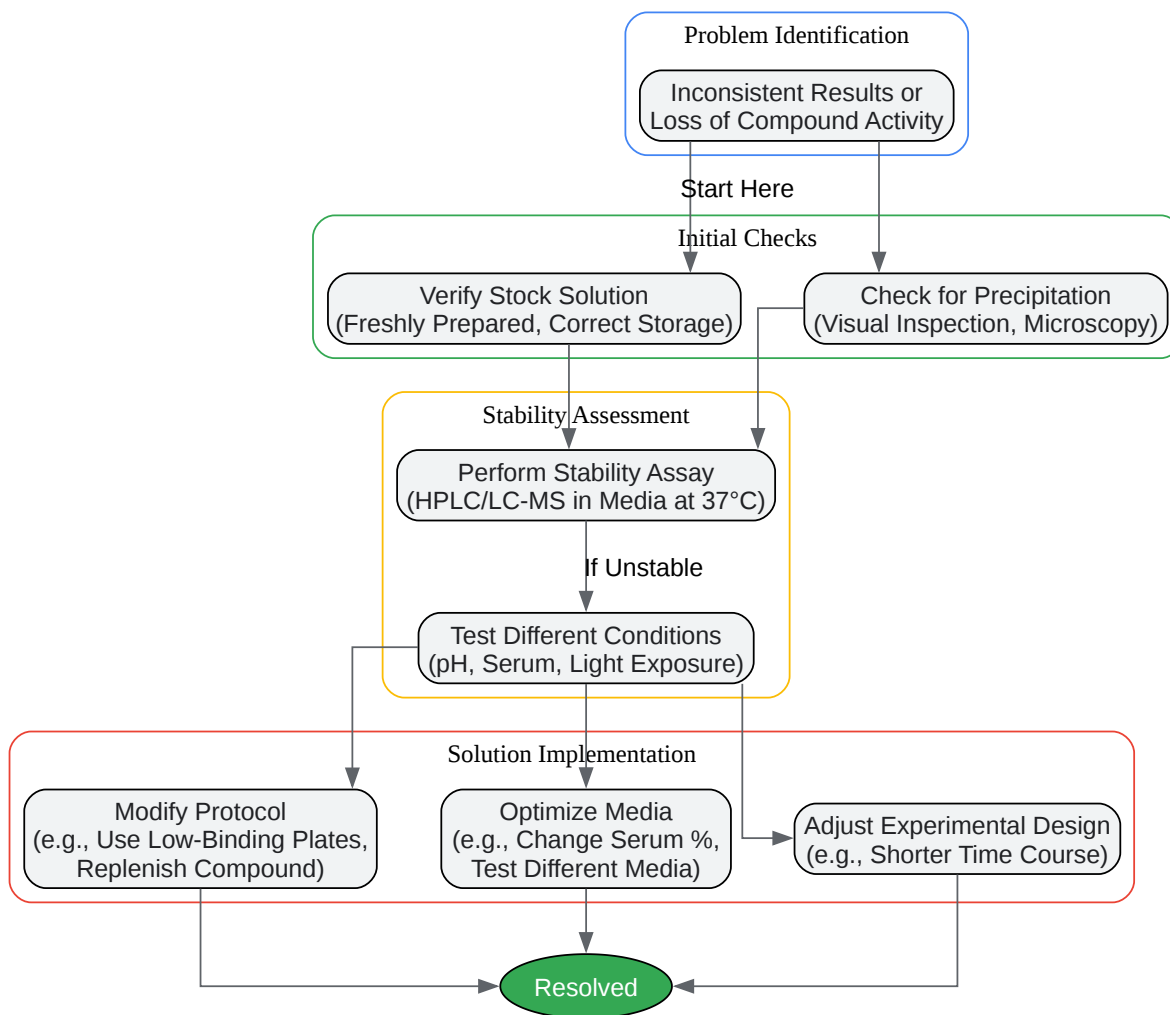 Problem Identification
Inconsistent Results or
Loss of Compound Activity
Start Here
Initial Checks
Verify Stock Solution
(Freshly Prepared, Correct Storage)
Check for Precipitation
(Visual Inspection, Microscopy)
Stability Assessment
Perform Stability Assay
(HPLC/LC-MS in Media at 37°C)
If Unstable
Test Different Conditions
(pH, Serum, Light Exposure)
Solution Implementation
Modify Protocol
(e.g., Use Low-Binding Plates,
Replenish Compound)
Optimize Media
(e.g., Change Serum %,
Test Different Media)
Adjust Experimental Design
(e.g., Shorter Time Course)
Resolved